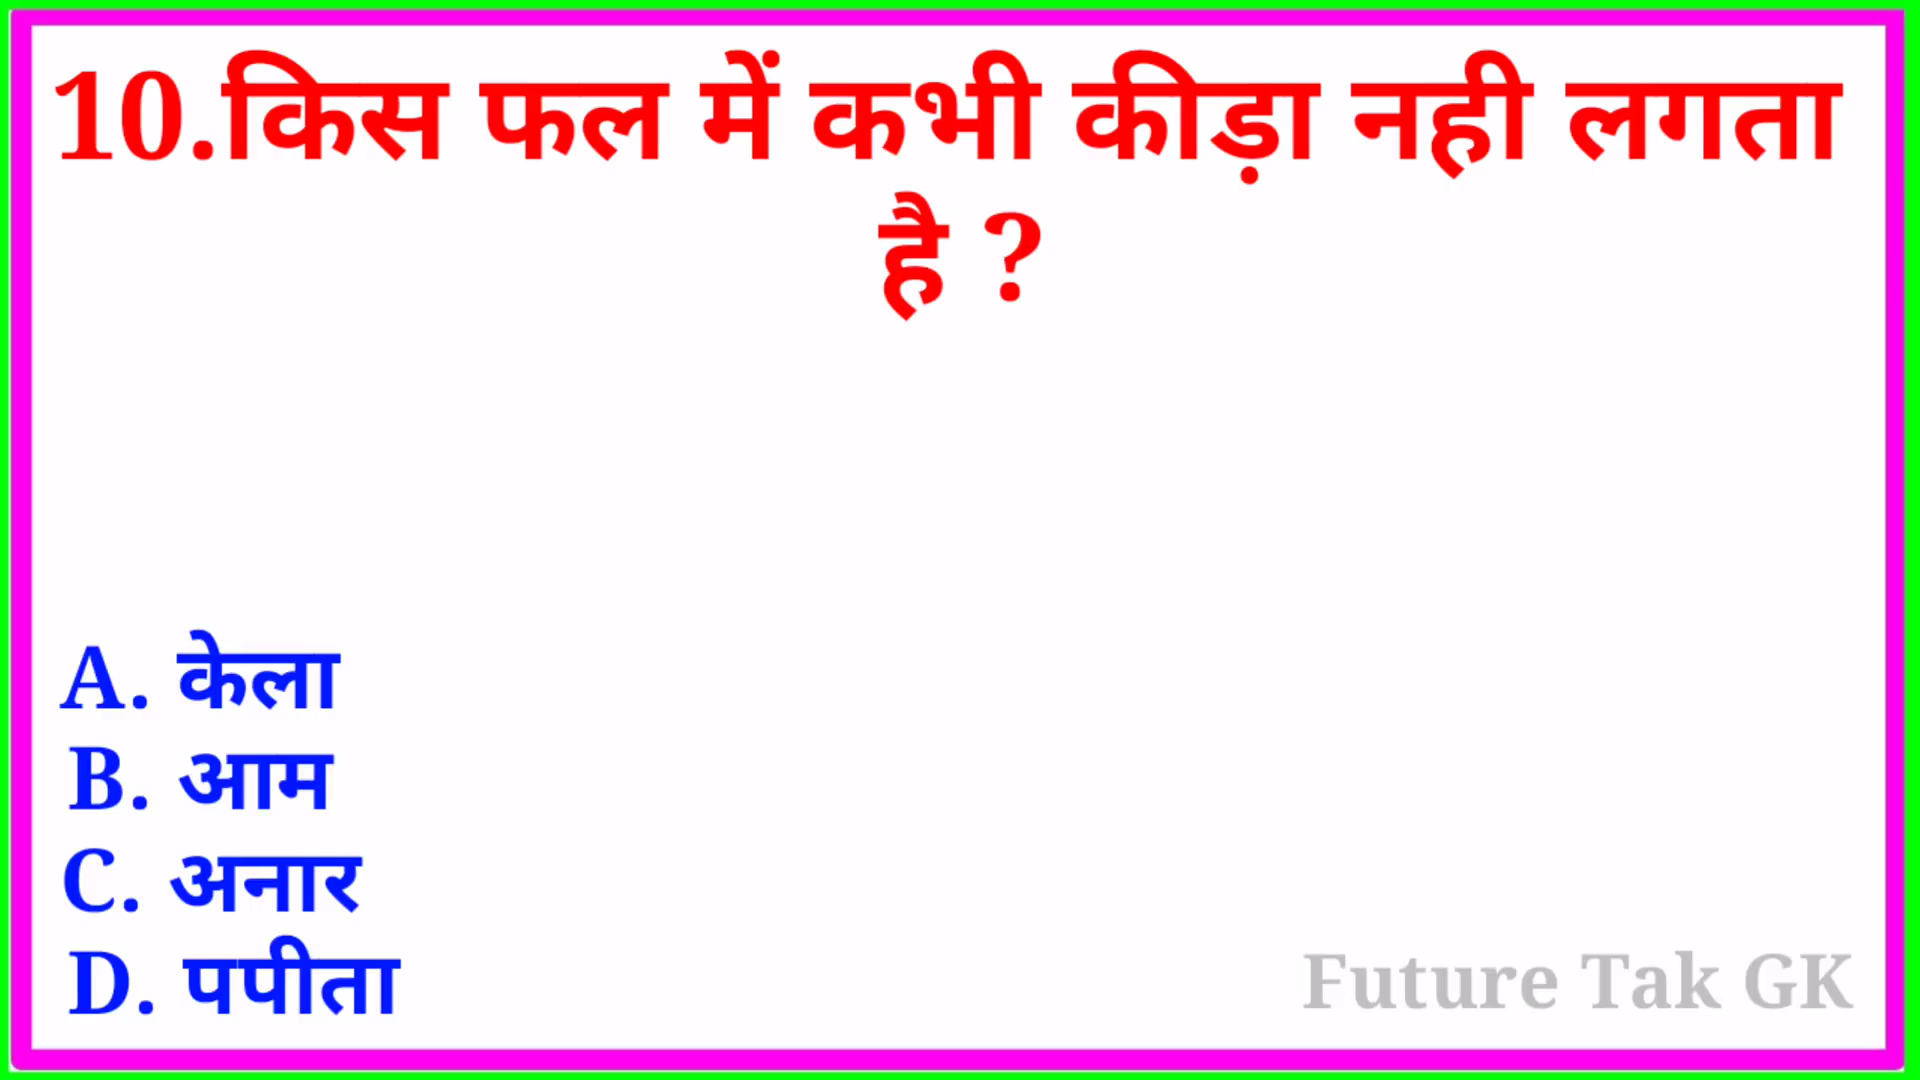 10.किस फल में कभी कीड़ा नही लगता
है ?
A. केला
B. आम
C. अनार
D. पपीता
Future Tak GK